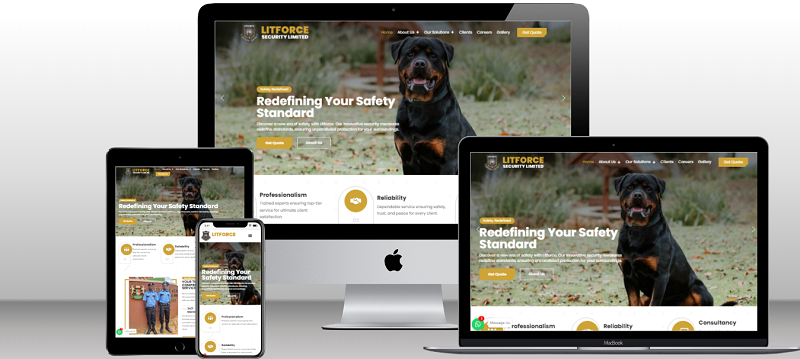 LITFORCE
SECURITY LIMITED
Home About Us + Our Solutions + Clients Careers Gallery Get Quote
Safety Redefined
Redefining Your Safety
Standard
Discover a new era of safety with litforce. Our innovative security measures
redefine standards, ensuring unparalleled protection for your surroundings.
Get Quote About Us
Professionalism
Trained experts ensuring top-tier
service for ultimate client
satisfaction.
Reliability
Dependable service ensuring safety,
trust, and peace for every client.
LITFORCE
SECURITY LIMITED
Redefining Your Safety Standard
Professionalism
Reliability
LITFORCE
Redefining Your
Safety Standard
Professionalism
Reliability
LITFORCE
SECURITY LIMITED
Home About Us + Our Solutions + Clients Careers Gallery Get Quote
Safety Redefined
Redefining Your Safety
Standard
Discover a new era of safety with litforce. Our innovative security measures
redefine standards, ensuring unparalleled protection for your surroundings.
Get Quote About Us
Message Us
rofessionalism
Reliability
Consultancy
MacBook